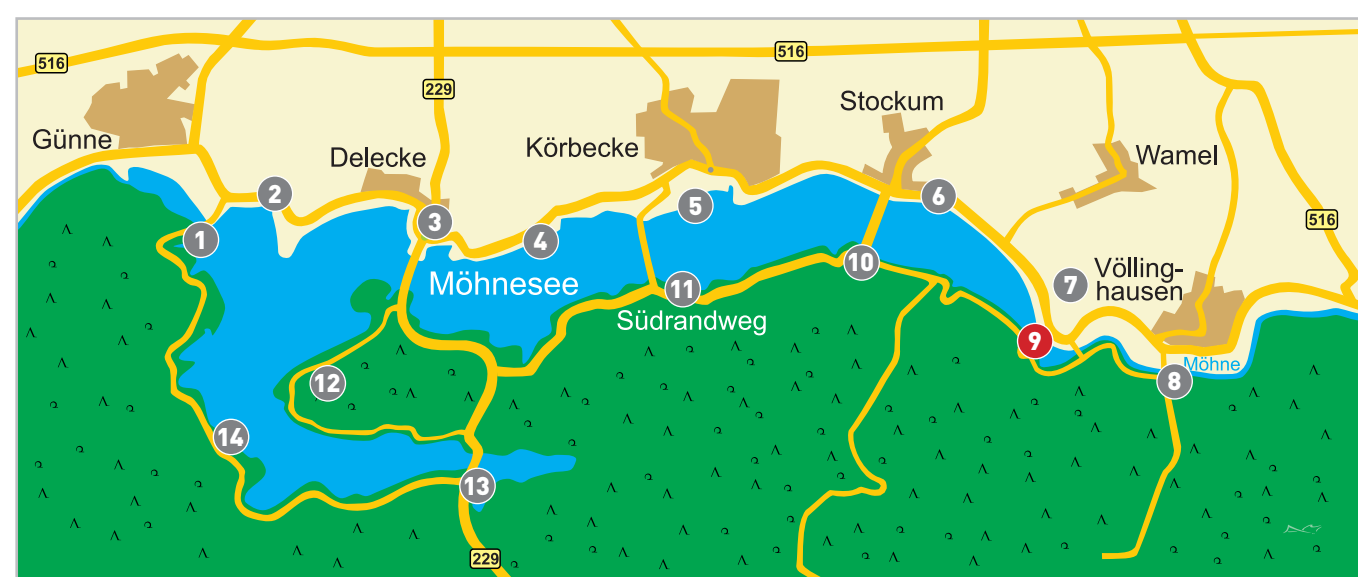 516
516
229
Stockum
Günne
Delecke
Körbecke
Wamel
2
6
5
516
1
3
4
10
Völling-
hausen
7
Möhnesee
11
Südrandweg
9
Möhne
12
8
14
13
229